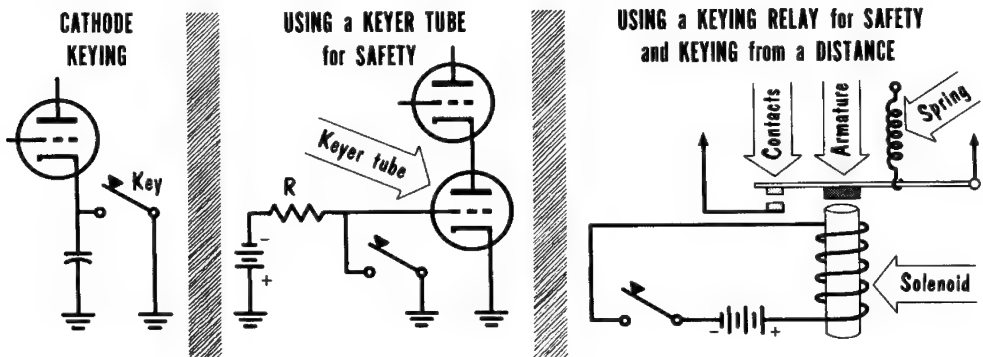 CATHODE
KEYING
Key
USING a KEYER TUBE
for SAFETY
Keyer tube
R
-
+
USING a KEYING RELAY for SAFETY
and KEYING from a DISTANCE
Contacts
Armature
Spring
Solenoid
-
+